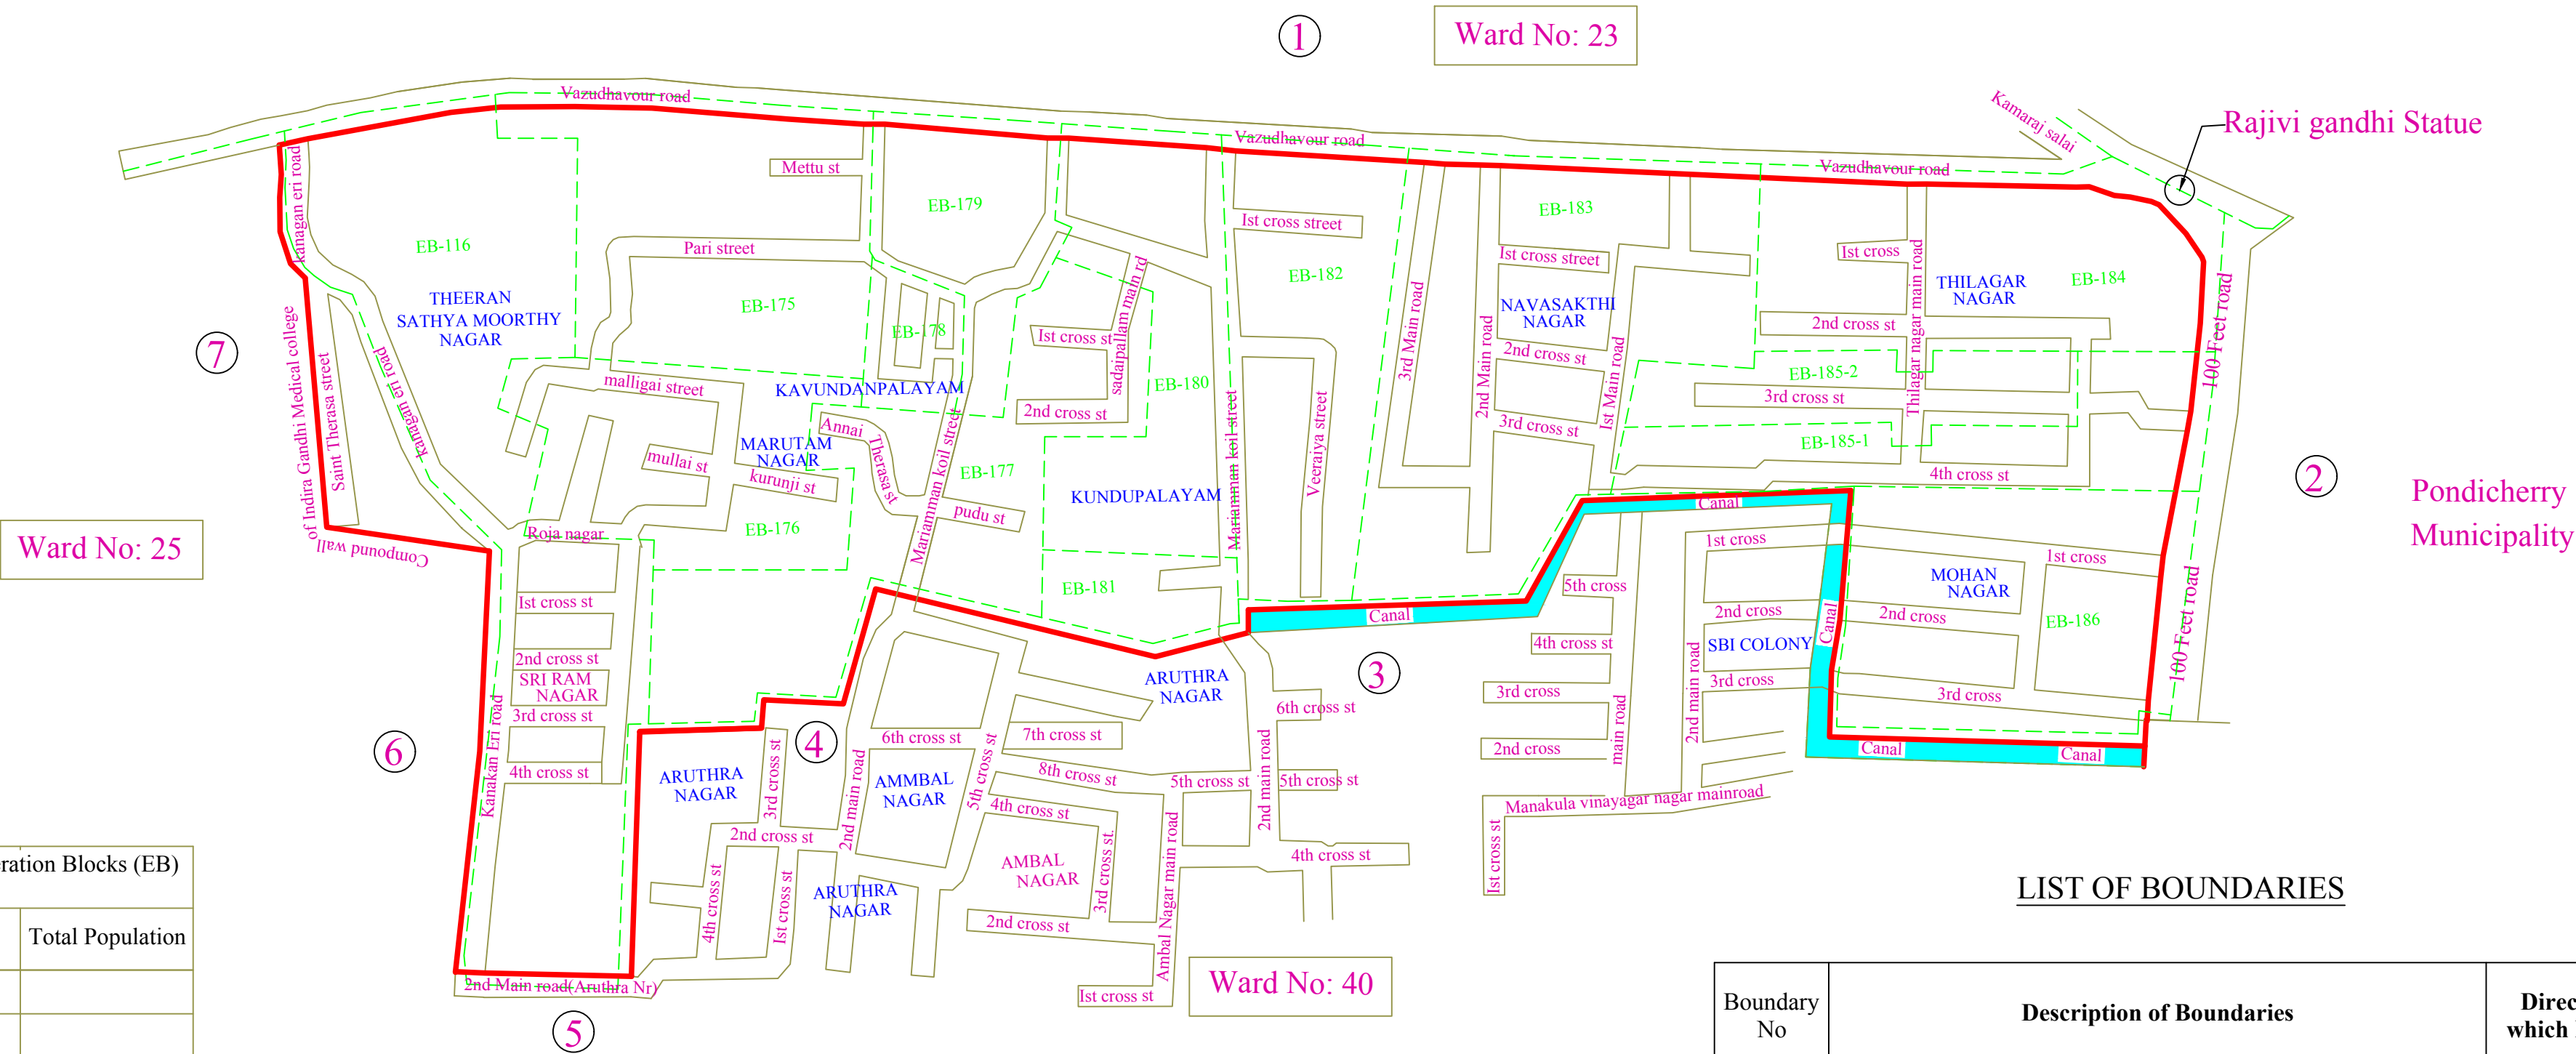 1
Ward No: 23
Vazudhavour road
Vazudhavour road
Vazudhavour road
Kamaraj salai
Rajivi gandhi Statue
kanagan eri road
Mettu st
EB-179
EB-183
EB-116
Pari street
Ist cross street
Ist cross street
Ist cross
EB-182
EB-184
THEERAN
SATHYA MOORTHY
NAGAR
EB-175
EB-178
sadaipallam main rd
Ist cross st
3rd Main road
2nd Main road
NAVASAKTHI
NAGAR
Ist Main road
2nd cross st
3rd cross st
Thilagar nagar main road
THILAGAR
NAGAR
2nd cross st
100 Feet road
7
of Indira Gandhi Medical college
Compound wall
Saint Therasa street
kanagan eri road
malligai street
KAVUNDANPALAYAM
EB-180
2nd cross st
EB-185-2
3rd cross st
EB-185-1
4th cross st
Annai
Therasa st
Mariamman koil street
Mariamman koil street
Veeraiya street
MARUTAM
NAGAR
mullai st
kurunji st
EB-177
KUNDUPALAYAM
pudu st
EB-176
2
Pondicherry
Municipality
Ward No: 25
Roja nagar
Canal
1st cross
1st cross
MOHAN
NAGAR
EB-181
5th cross
2nd cross
2nd cross
EB-186
Canal
Canal
100 Feet road
Ist cross st
2nd cross st
SRI RAM
NAGAR
3rd cross st
4th cross st
Kanakan Eri road
4th cross st
SBI COLONY
3rd cross
3rd cross
3rd cross
2nd cross
main road
2nd main road
Canal
Canal
ARUTHRA
NAGAR
3
6th cross st
6
4
6th cross st
7th cross st
5th cross st
8th cross st
5th cross st
5th cross st
2nd main road
ARUTHRA
NAGAR
3rd cross st
2nd main road
AMMBAL
NAGAR
4th cross st
Manakula vinayagar nagar mainroad
Ist cross st
2nd cross st
4th cross st
Ist cross st
ARUTHRA
NAGAR
AMBAL
NAGAR
3rd cross st.
Ambal Nagar main road
4th cross st
2nd cross st
Ist cross st
2nd Main road(Aruthra Nr)
5
Ward No: 40
eration Blocks (EB)
Total Population
LIST OF BOUNDARIES
Boundary
No
Description of Boundaries
Direc
which